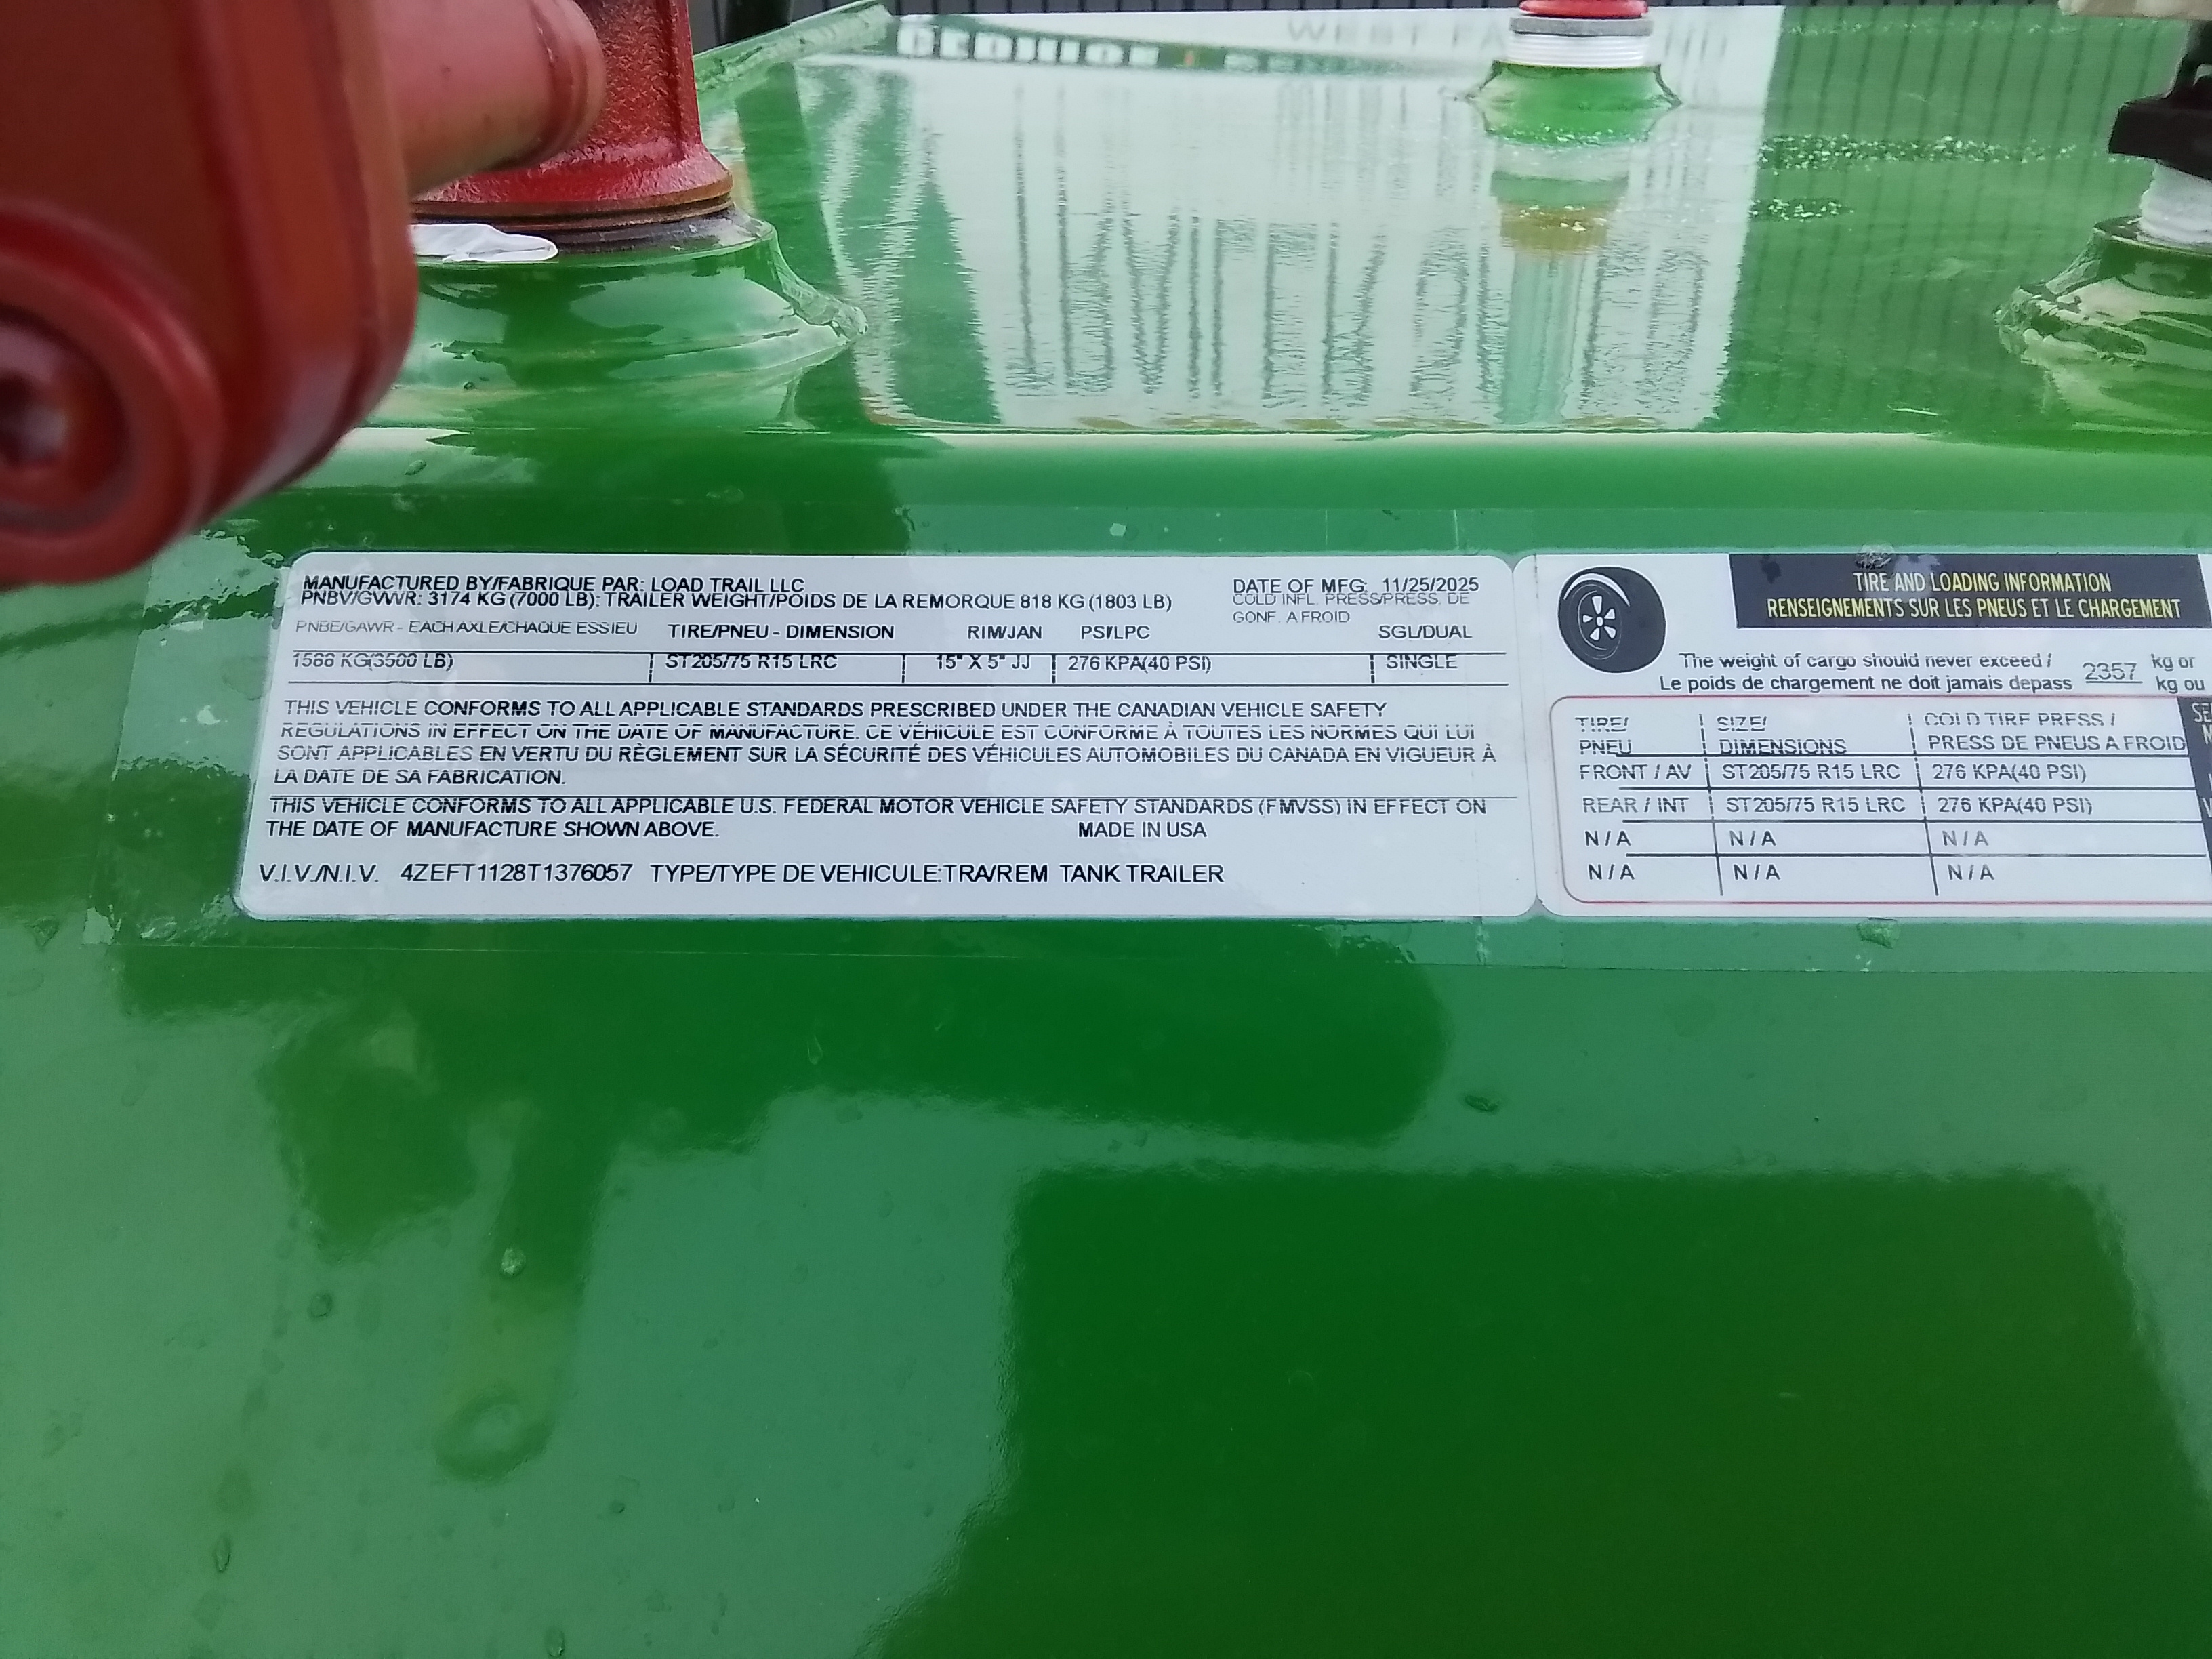 MANUFACTURED BY/FABRIQUE PAR: LOAD TRAIL LLC
DATE OF MFG: 11/25/2025
PNBV/GVWR: 3174 KG (7000 LB): TRAILER WEIGHT/POIDS DE LA REMORQUE 818 KG (1803 LB)
COLD INFL. PRESS/PRESS. DE
GONF. A FROID
PNBE/GAWR - EACH AXLE/CHAQUE ESSIEU TIRE/PNEU - DIMENSION RIM/JAN PSI/LPC SGL/DUAL
1588 KG(3500 LB) ST205/75 R15 LRC 15" X 5" JJ 276 KPA(40 PSI) SINGLE
THIS VEHICLE CONFORMS TO ALL APPLICABLE STANDARDS PRESCRIBED UNDER THE CANADIAN VEHICLE SAFETY
REGULATIONS IN EFFECT ON THE DATE OF MANUFACTURE. CE VÉHICULE EST CONFORME À TOUTES LES NORMES QUI LUI
SONT APPLICABLES EN VERTU DU RÈGLEMENT SUR LA SÉCURITÉ DES VÉHICULES AUTOMOBILES DU CANADA EN VIGUEUR À
LA DATE DE SA FABRICATION.
THIS VEHICLE CONFORMS TO ALL APPLICABLE U.S. FEDERAL MOTOR VEHICLE SAFETY STANDARDS (FMVSS) IN EFFECT ON
THE DATE OF MANUFACTURE SHOWN ABOVE. MADE IN USA
V.I.V./N.I.V. 4ZEFT1128T1376057 TYPE/TYPE DE VEHICULE:TRA/REM TANK TRAILER
TIRE AND LOADING INFORMATION
RENSEIGNEMENTS SUR LES PNEUS ET LE CHARGEMENT
The weight of cargo should never exceed / 2357 kg or
Le poids de chargement ne doit jamais depass kg ou
TIRE/ SIZE/ COLD TIRE PRESS /
PNEU DIMENSIONS PRESS DE PNEUS A FROID
FRONT / AV ST205/75 R15 LRC 276 KPA(40 PSI)
REAR / INT ST205/75 R15 LRC 276 KPA(40 PSI)
N / A N / A N / A
N / A N / A N / A